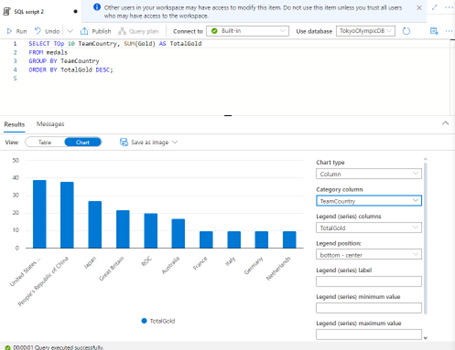 SQL script 2
Other users in your workspace may have access to modify this item. Do not use this item unless you trust all users
who may have access to the workspace.
Run Undo Publish Query plan Connect to Built-in Use database TokyoOlympicDB
1 SELECT TOp 10 TeamCountry, SUM(Gold) AS TotalGold
2 FROM medals
3 GROUP BY TeamCountry
4 ORDER BY TotalGold DESC;
Results Messages
View Table Chart Save as image
50
40
30
20
10
0
United States ...
People's Republic of China
Japan
Great Britain
ROC
Australia
France
Italy
Germany
Netherlands
TotalGold
Chart type
Column
Category column
TeamCountry
Legend (series) columns
TotalGold
Legend position:
bottom - center
Legend (series) label
Legend (series) minimum value
Legend (series) maximum value
00:00:01 Query executed successfully.